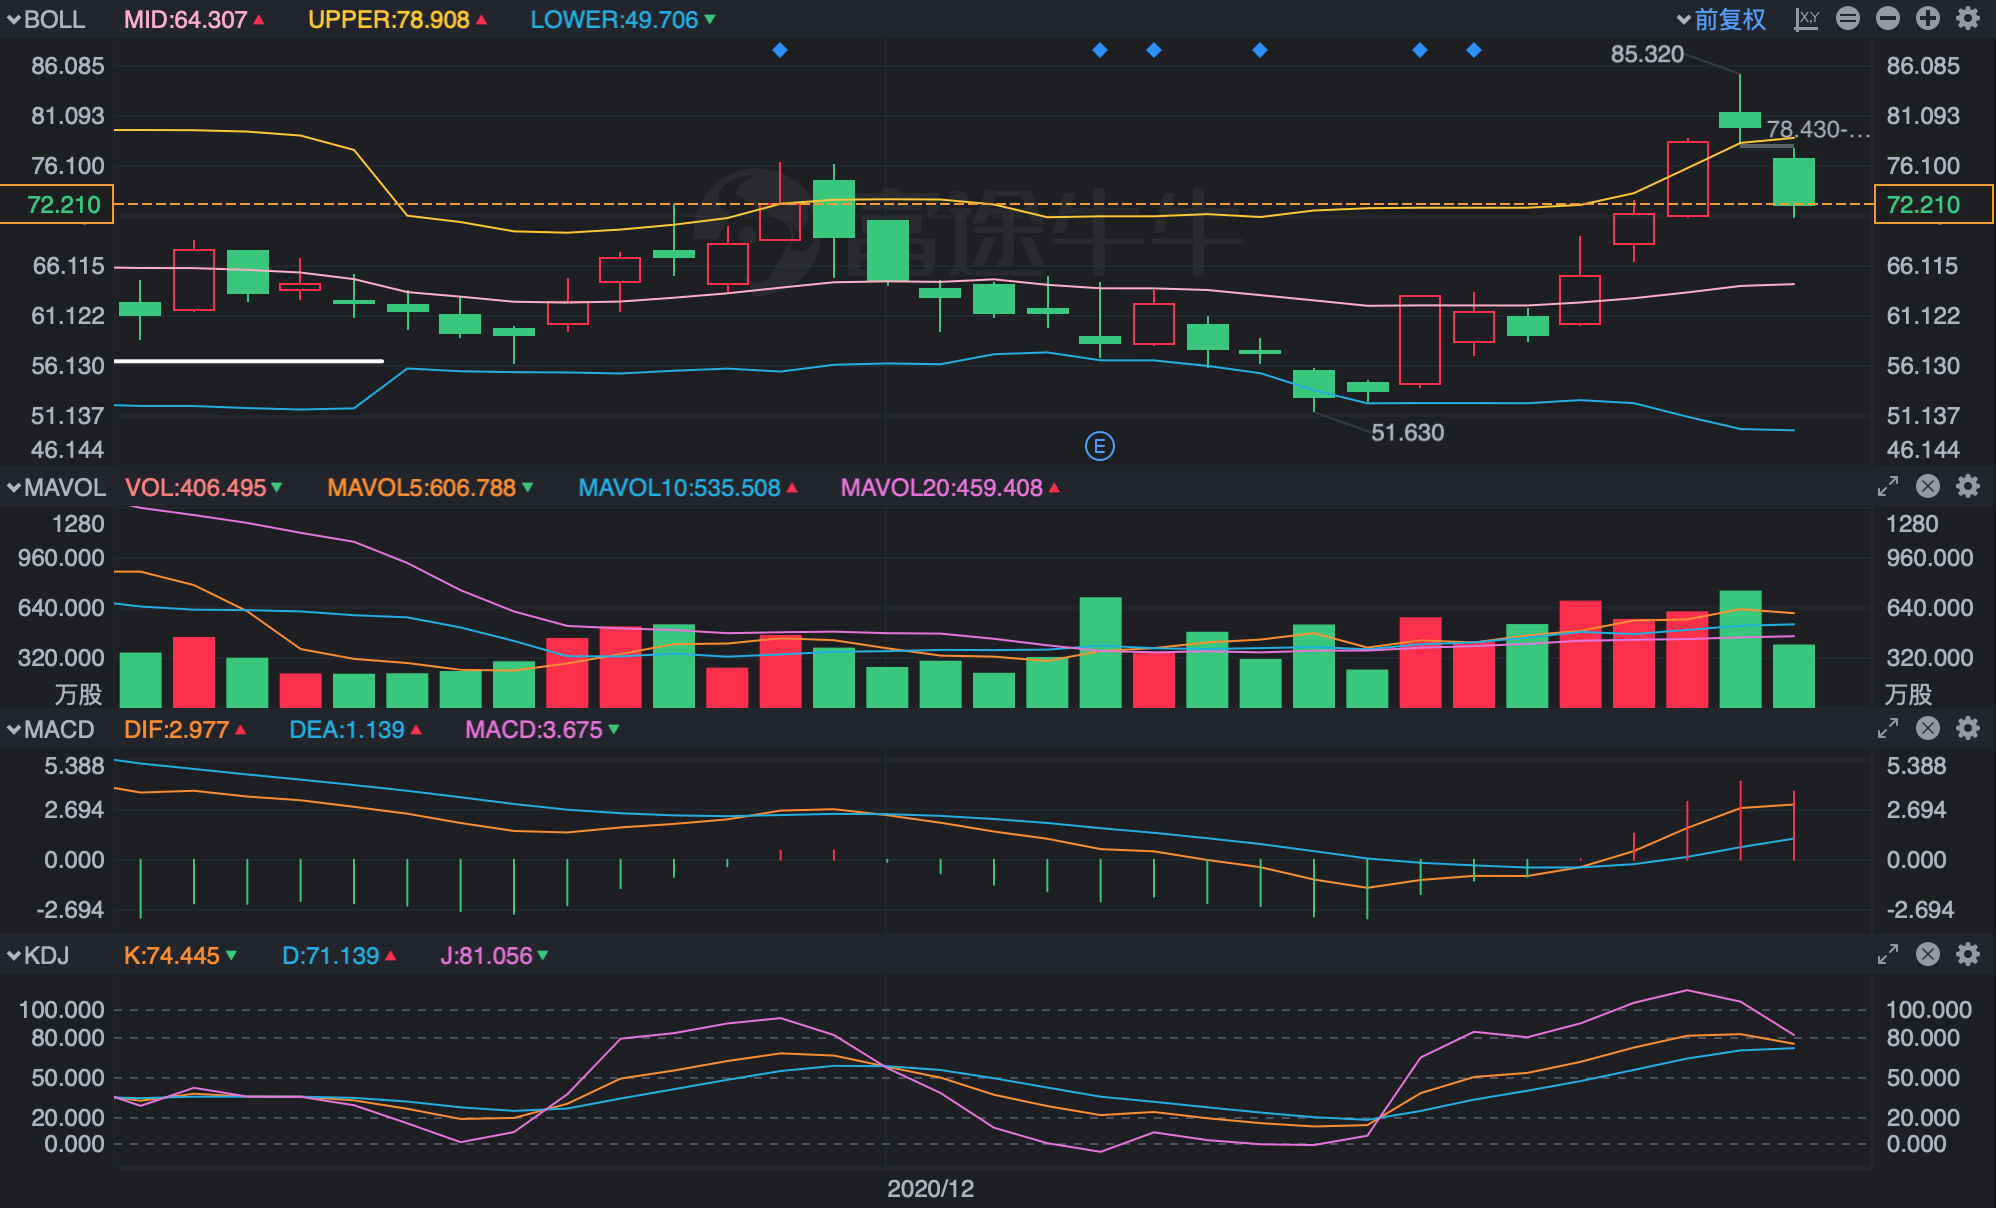 BOLL MID:64.307 UPPER:78.908 LOWER:49.706 前复权 X,Y
86.085 85.320 86.085
81.093 78.430-... 81.093
76.100 76.100
72.210 富途牛牛 72.210
66.115 66.115
61.122 61.122
56.130 56.130
51.137 51.630 51.137
46.144 E 46.144
MAVOL VOL:406.495 MAVOL5:606.788 MAVOL10:535.508 MAVOL20:459.408
1280 1280
960.000 960.000
640.000 640.000
320.000 320.000
万股 万股
MACD DIF:2.977 DEA:1.139 MACD:3.675
5.388 5.388
2.694 2.694
0.000 0.000
-2.694 -2.694
KDJ K:74.445 D:71.139 J:81.056
100.000 100.000
80.000 80.000
50.000 50.000
20.000 20.000
0.000 0.000
2020/12